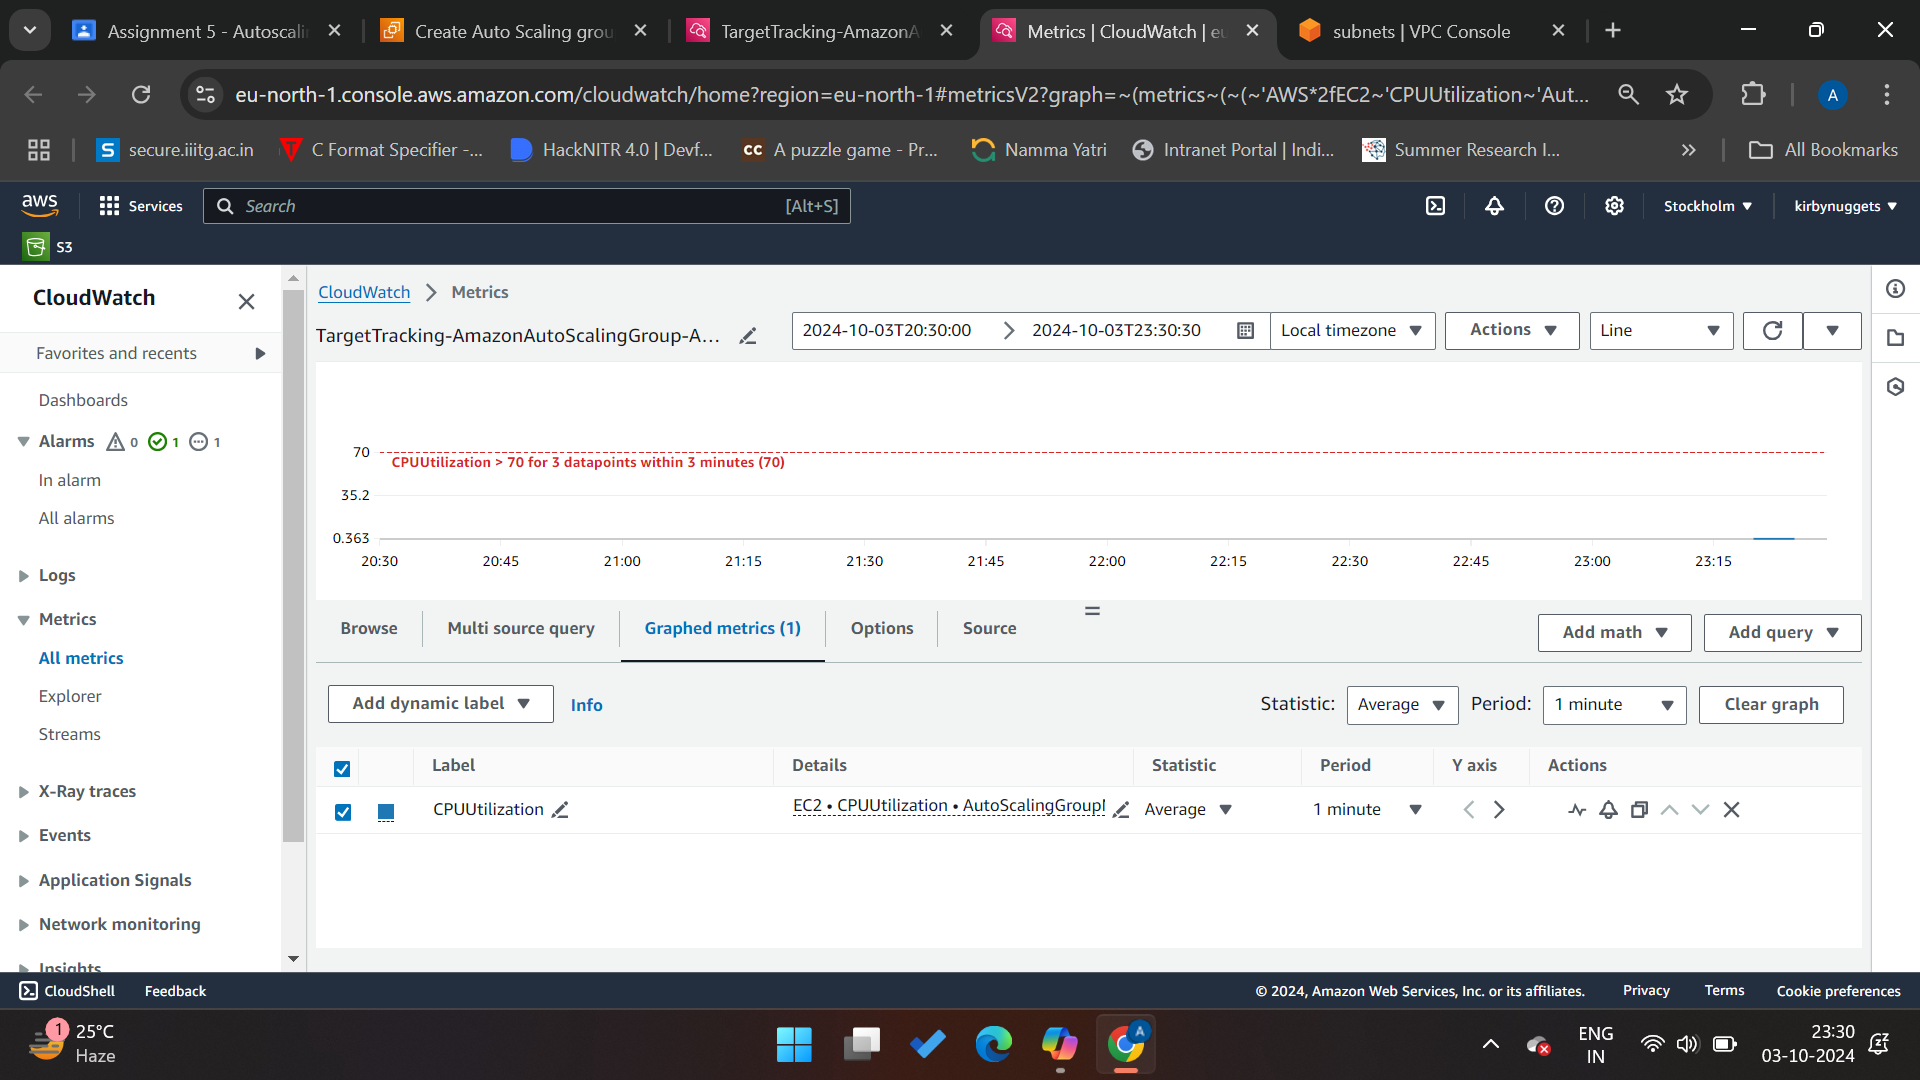 Assignment 5 - Autoscali
Create Auto Scaling grou
TargetTracking-AmazonA
Metrics | CloudWatch | eu
subnets | VPC Console
eu-north-1.console.aws.amazon.com/cloudwatch/home?region=eu-north-1#metricsV2?graph=~(metrics~(~(~'AWS*2fEC2~'CPUUtilization~'Aut...
A
S secure.iiitg.ac.in
C Format Specifier -...
HackNITR 4.0 | Devf...
CC A puzzle game - Pr...
Namma Yatri
Intranet Portal | Indi...
Summer Research I...
All Bookmarks
aws
Services
Search
[Alt+S]
Stockholm
kirbynuggets
S3
CloudWatch
Favorites and recents
Dashboards
Alarms 0 1 1
In alarm
All alarms
Logs
Metrics
All metrics
Explorer
Streams
X-Ray traces
Events
Application Signals
Network monitoring
Insights
CloudWatch > Metrics
TargetTracking-AmazonAutoScalingGroup-A...
2024-10-03T20:30:00
2024-10-03T23:30:30
Local timezone
Actions
Line
70
CPUUtilization > 70 for 3 datapoints within 3 minutes (70)
35.2
0.363
20:30 20:45 21:00 21:15 21:30 21:45 22:00 22:15 22:30 22:45 23:00 23:15
Browse
Multi source query
Graphed metrics (1)
Options
Source
Add math
Add query
Add dynamic label
Info
Statistic: Average
Period: 1 minute
Clear graph
Label Details Statistic Period Y axis Actions
CPUUtilization EC2 • CPUUtilization • AutoScalingGroupN Average 1 minute
CloudShell
Feedback
© 2024, Amazon Web Services, Inc. or its affiliates.
Privacy
Terms
Cookie preferences
1
25°C
Haze
A
ENG
IN
23:30
03-10-2024